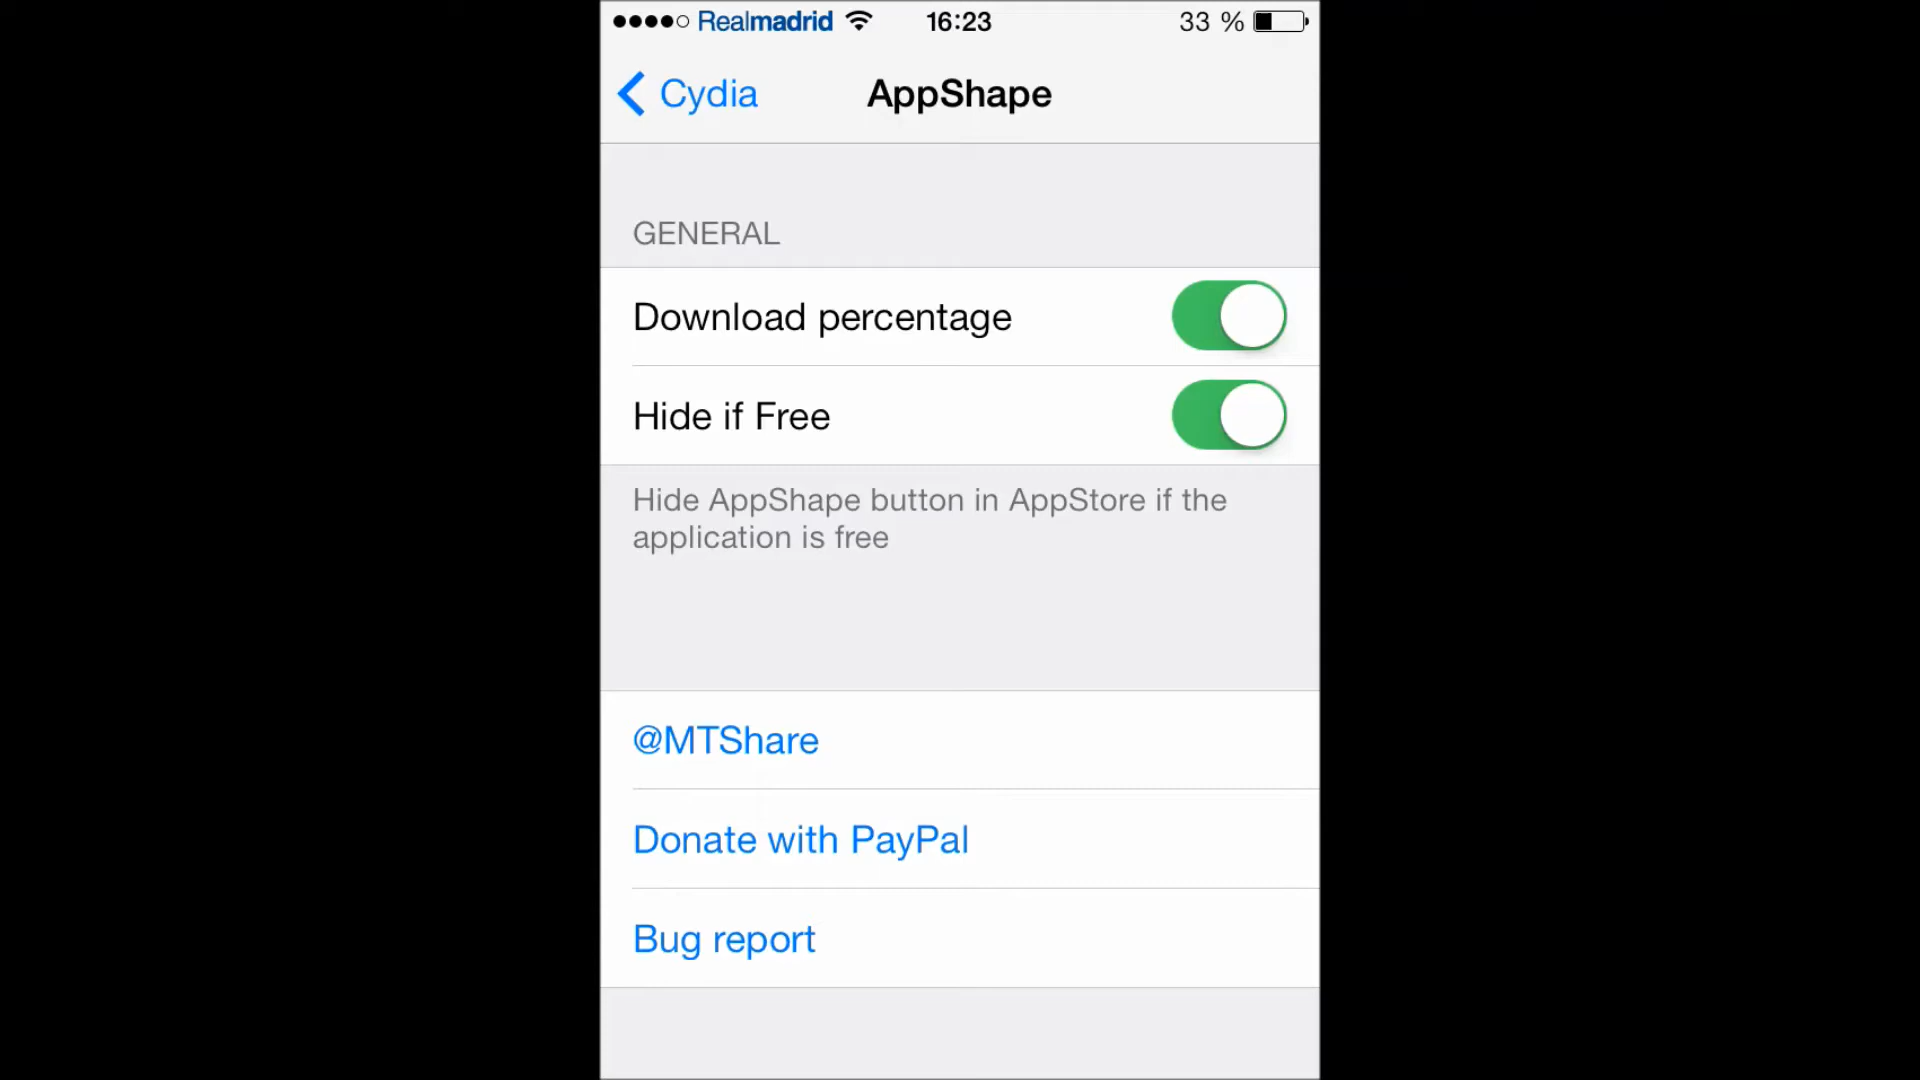 Realmadrid 16:23 33 %
Cydia AppShape
GENERAL
Download percentage
Hide if Free
Hide AppShape button in AppStore if the
application is free
@MTShare
Donate with PayPal
Bug report